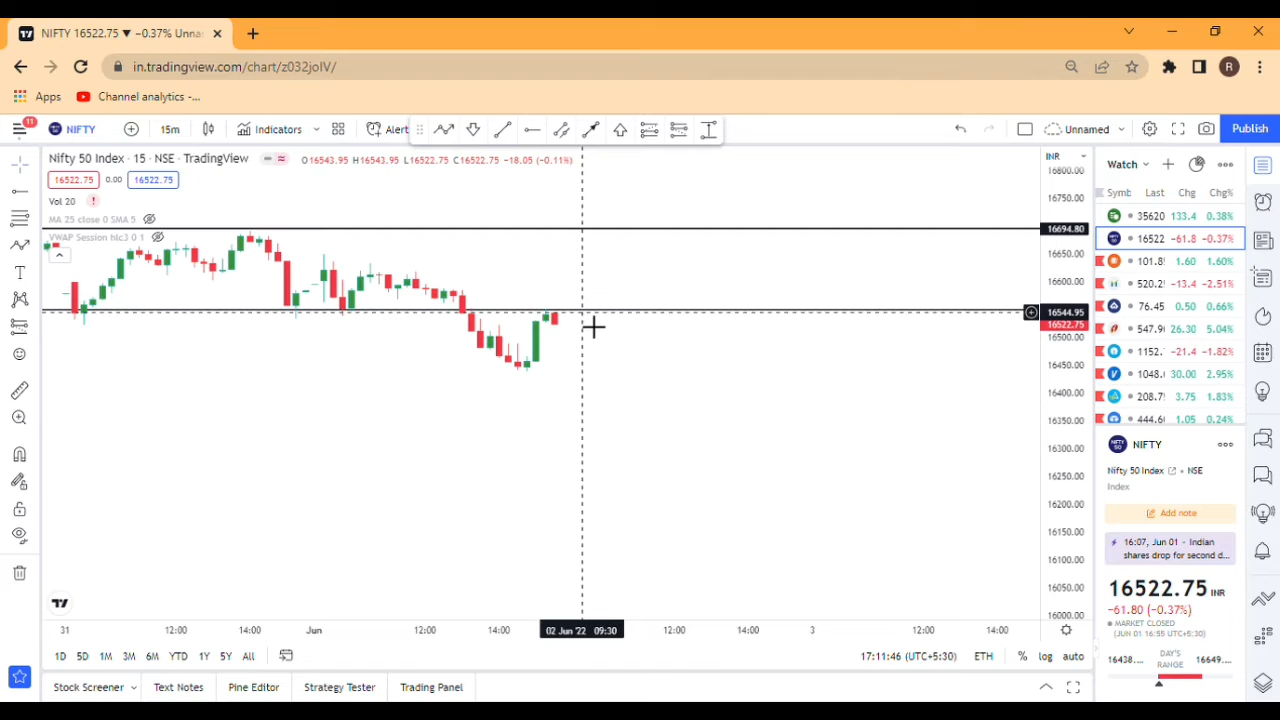 NIFTY 16522.75 ▼ −0.37% Unna
in.tradingview.com/chart/z032joIV/
R
Apps
Channel analytics -...
11
NIFTY
15m
Indicators
Alert
Unnamed
Publish
Nifty 50 Index · 15 · NSE · TradingView
O16543.95 H16543.95 L16522.75 C16522.75 −18.05 (−0.11%)
16522.75 0.00 16522.75
Vol 20
MA 25 close 0 SMA 5
VWAP Session hlc3 0 1
INR
16800.00
16750.00
16694.80
16650.00
16600.00
16544.95
16522.75
16500.00
16450.00
16400.00
16350.00
16300.00
16250.00
16200.00
16150.00
16100.00
16050.00
16000.00
31 12:00 14:00 Jun 12:00 14:00 02 Jun '22 09:30 12:00 14:00 3 12:00 14:00
1D 5D 1M 3M 6M YTD 1Y 5Y All
17:11:46 (UTC+5:30) ETH % log auto
Stock Screener Text Notes Pine Editor Strategy Tester Trading Panel
Watch
Symb Last Chg Chg%
35620 133.4 0.38%
16522 −61.8 −0.37%
101.8 1.60 1.60%
520.2 −13.4 −2.51%
76.45 0.50 0.66%
547.9 26.30 5.04%
1152. −21.4 −1.82%
1048. 30.00 2.95%
208.7 3.75 1.83%
444.6 1.05 0.24%
NIFTY
Nifty 50 Index • NSE
Index
Add note
16:07, Jun 01 - Indian
shares drop for second d...
16522.75 INR
−61.80 (−0.37%)
MARKET CLOSED
(JUN 01 16:55 UTC+5:30)
16438.... DAY'S RANGE 16649....